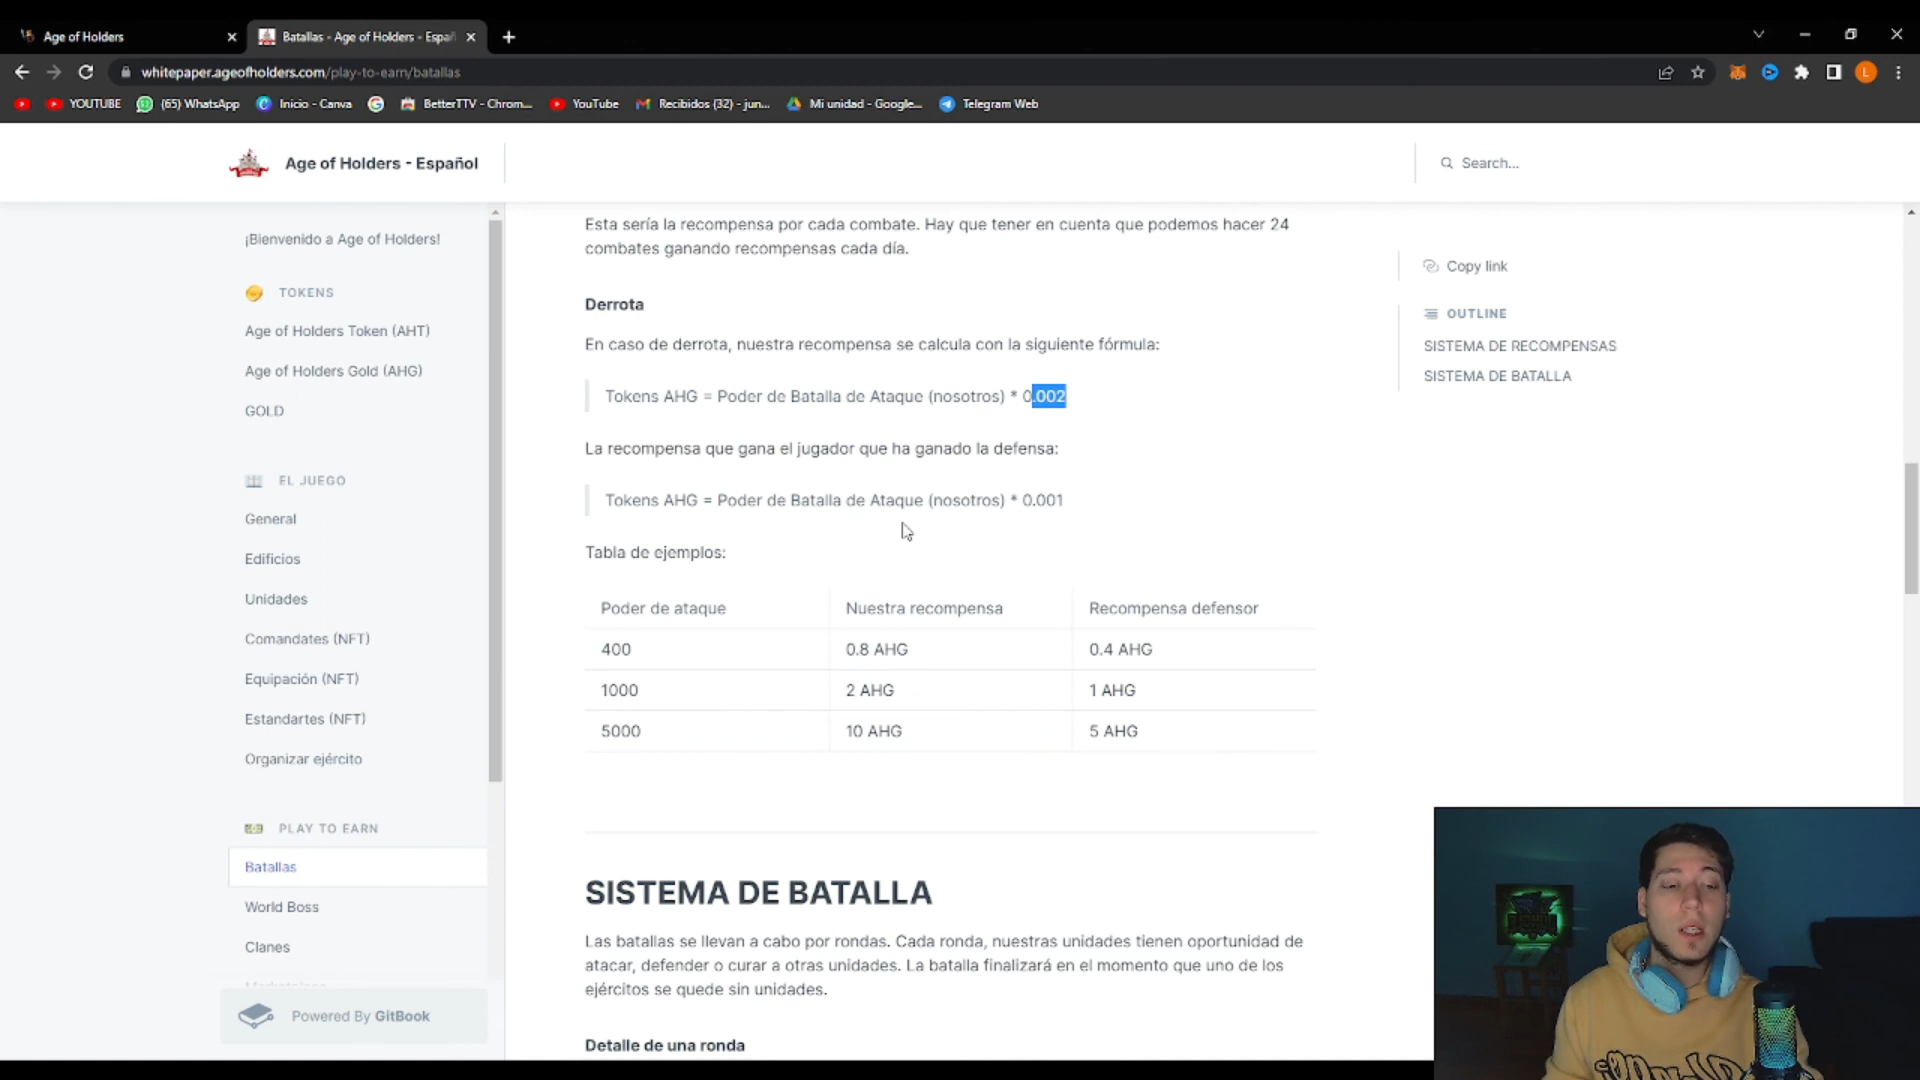 Age of Holders
Batallas - Age of Holders - Españ
whitepaper.ageofholders.com/play-to-earn/batallas
YOUTUBE
(65) WhatsApp
Inicio - Canva
BetterTTV - Chrom...
YouTube
Recibidos (32) - jun...
Mi unidad - Google...
Telegram Web
L
Age of Holders - Español
Search...
¡Bienvenido a Age of Holders!
TOKENS
Age of Holders Token (AHT)
Age of Holders Gold (AHG)
GOLD
EL JUEGO
General
Edificios
Unidades
Comandates (NFT)
Equipación (NFT)
Estandartes (NFT)
Organizar ejército
PLAY TO EARN
Batallas
World Boss
Clanes
Powered By GitBook
Esta sería la recompensa por cada combate. Hay que tener en cuenta que podemos hacer 24
combates ganando recompensas cada día.
Derrota
En caso de derrota, nuestra recompensa se calcula con la siguiente fórmula:
Tokens AHG = Poder de Batalla de Ataque (nosotros) * 0.002
La recompensa que gana el jugador que ha ganado la defensa:
Tokens AHG = Poder de Batalla de Ataque (nosotros) * 0.001
Tabla de ejemplos:
Poder de ataque Nuestra recompensa Recompensa defensor
400 0.8 AHG 0.4 AHG
1000 2 AHG 1 AHG
5000 10 AHG 5 AHG
SISTEMA DE BATALLA
Las batallas se llevan a cabo por rondas. Cada ronda, nuestras unidades tienen oportunidad de
atacar, defender o curar a otras unidades. La batalla finalizará en el momento que uno de los
ejércitos se quede sin unidades.
Detalle de una ronda
Copy link
OUTLINE
SISTEMA DE RECOMPENSAS
SISTEMA DE BATALLA